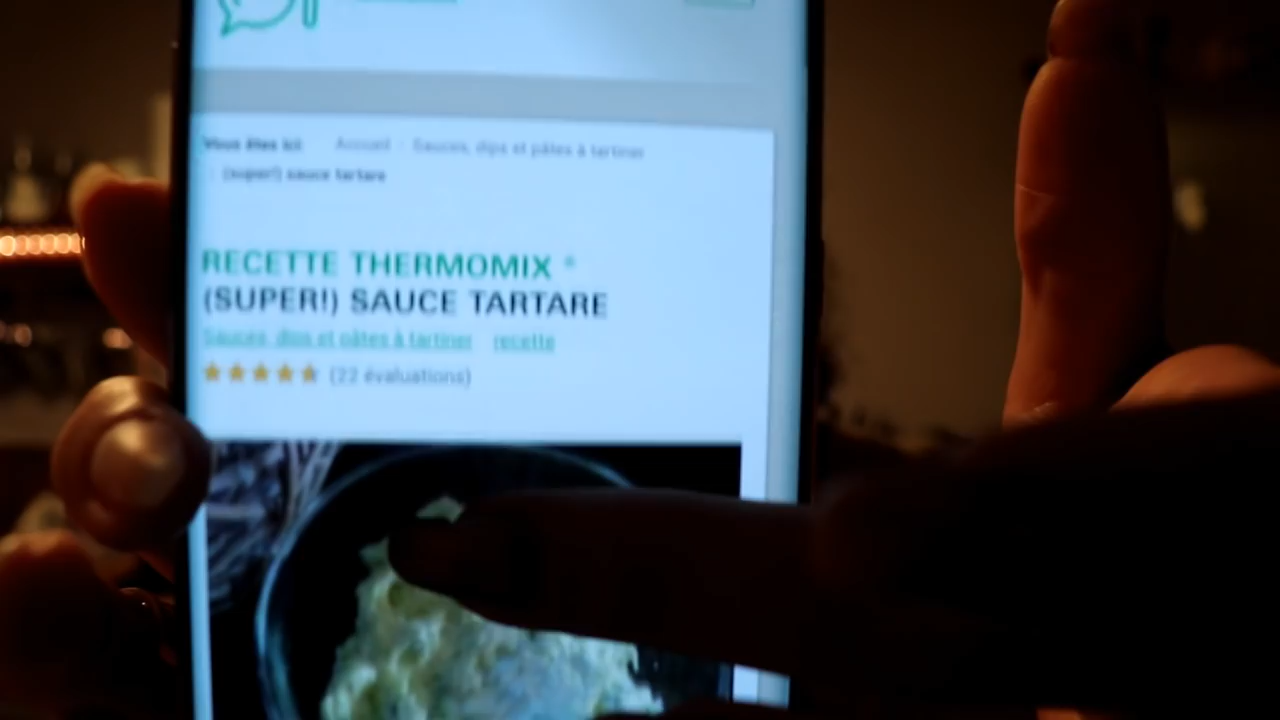 Vous êtes ici Accueil Sauces, dips et pâtes à tartiner
(super!) sauce tartare
RECETTE THERMOMIX ®
(SUPER!) SAUCE TARTARE
Sauces, dips et pâtes à tartiner recette
(22 évaluations)